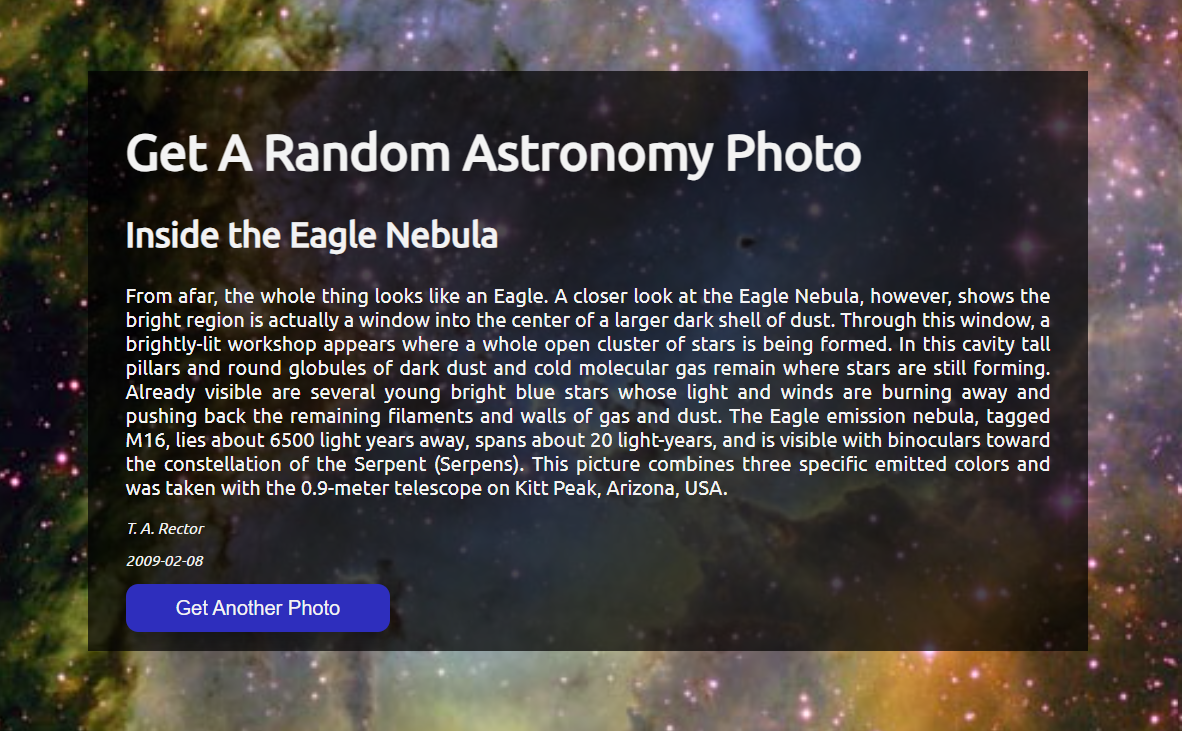 Get A Random Astronomy Photo
Inside the Eagle Nebula
From afar, the whole thing looks like an Eagle. A closer look at the Eagle Nebula, however, shows the
bright region is actually a window into the center of a larger dark shell of dust. Through this window, a
brightly-lit workshop appears where a whole open cluster of stars is being formed. In this cavity tall
pillars and round globules of dark dust and cold molecular gas remain where stars are still forming.
Already visible are several young bright blue stars whose light and winds are burning away and
pushing back the remaining filaments and walls of gas and dust. The Eagle emission nebula, tagged
M16, lies about 6500 light years away, spans about 20 light-years, and is visible with binoculars toward
the constellation of the Serpent (Serpens). This picture combines three specific emitted colors and
was taken with the 0.9-meter telescope on Kitt Peak, Arizona, USA.
T. A. Rector
2009-02-08
Get Another Photo